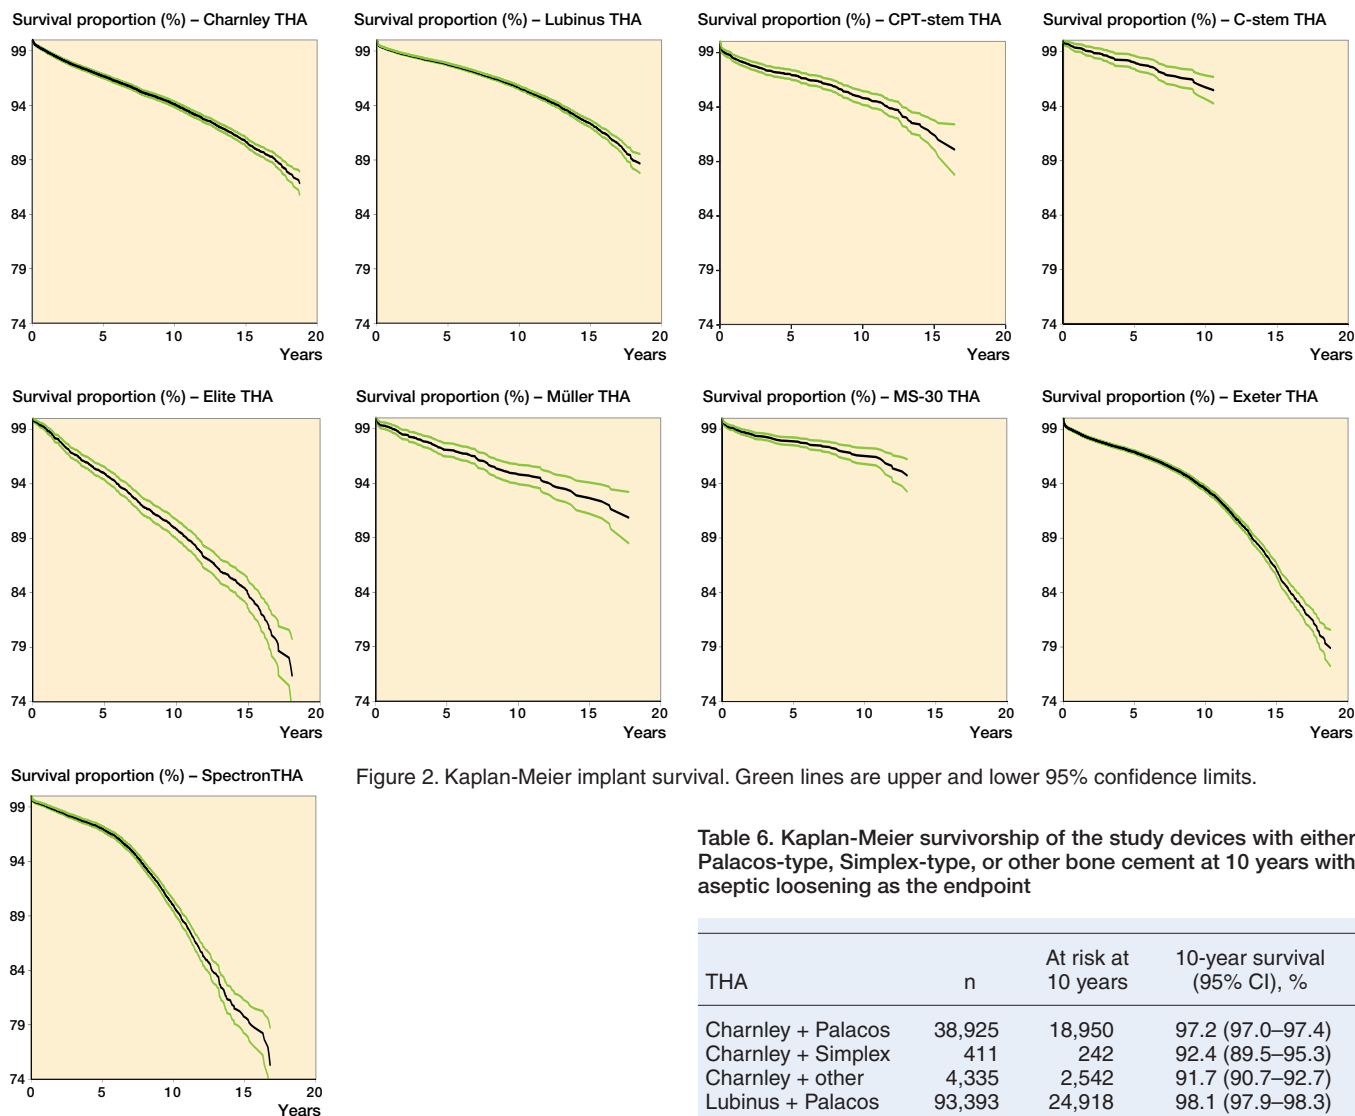 Survival proportion (%) – Charnley THA
99
94
89
84
79
74
0 5 10 15 20
Years
Survival proportion (%) – Lubinus THA
99
94
89
84
79
74
0 5 10 15 20
Years
Survival proportion (%) – CPT-stem THA
99
94
89
84
79
74
0 5 10 15 20
Years
Survival proportion (%) – C-stem THA
99
94
89
84
79
74
0 5 10 15 20
Years
Survival proportion (%) – Elite THA
99
94
89
84
79
74
0 5 10 15 20
Years
Survival proportion (%) – Müller THA
99
94
89
84
79
74
0 5 10 15 20
Years
Survival proportion (%) – MS-30 THA
99
94
89
84
79
74
0 5 10 15 20
Years
Survival proportion (%) – Exeter THA
99
94
89
84
79
74
0 5 10 15 20
Years
Survival proportion (%) – SpectronTHA
99
94
89
84
79
74
0 5 10 15 20
Years
Figure 2. Kaplan-Meier implant survival. Green lines are upper and lower 95% confidence limits.
Table 6. Kaplan-Meier survivorship of the study devices with either
Palacos-type, Simplex-type, or other bone cement at 10 years with
aseptic loosening as the endpoint
At risk at 10-year survival
THA n 10 years (95% CI), %
Charnley + Palacos 38,925 18,950 97.2 (97.0–97.4)
Charnley + Simplex 411 242 92.4 (89.5–95.3)
Charnley + other 4,335 2,542 91.7 (90.7–92.7)
Lubinus + Palacos 93,393 24,918 98.1 (97.9–98.3)